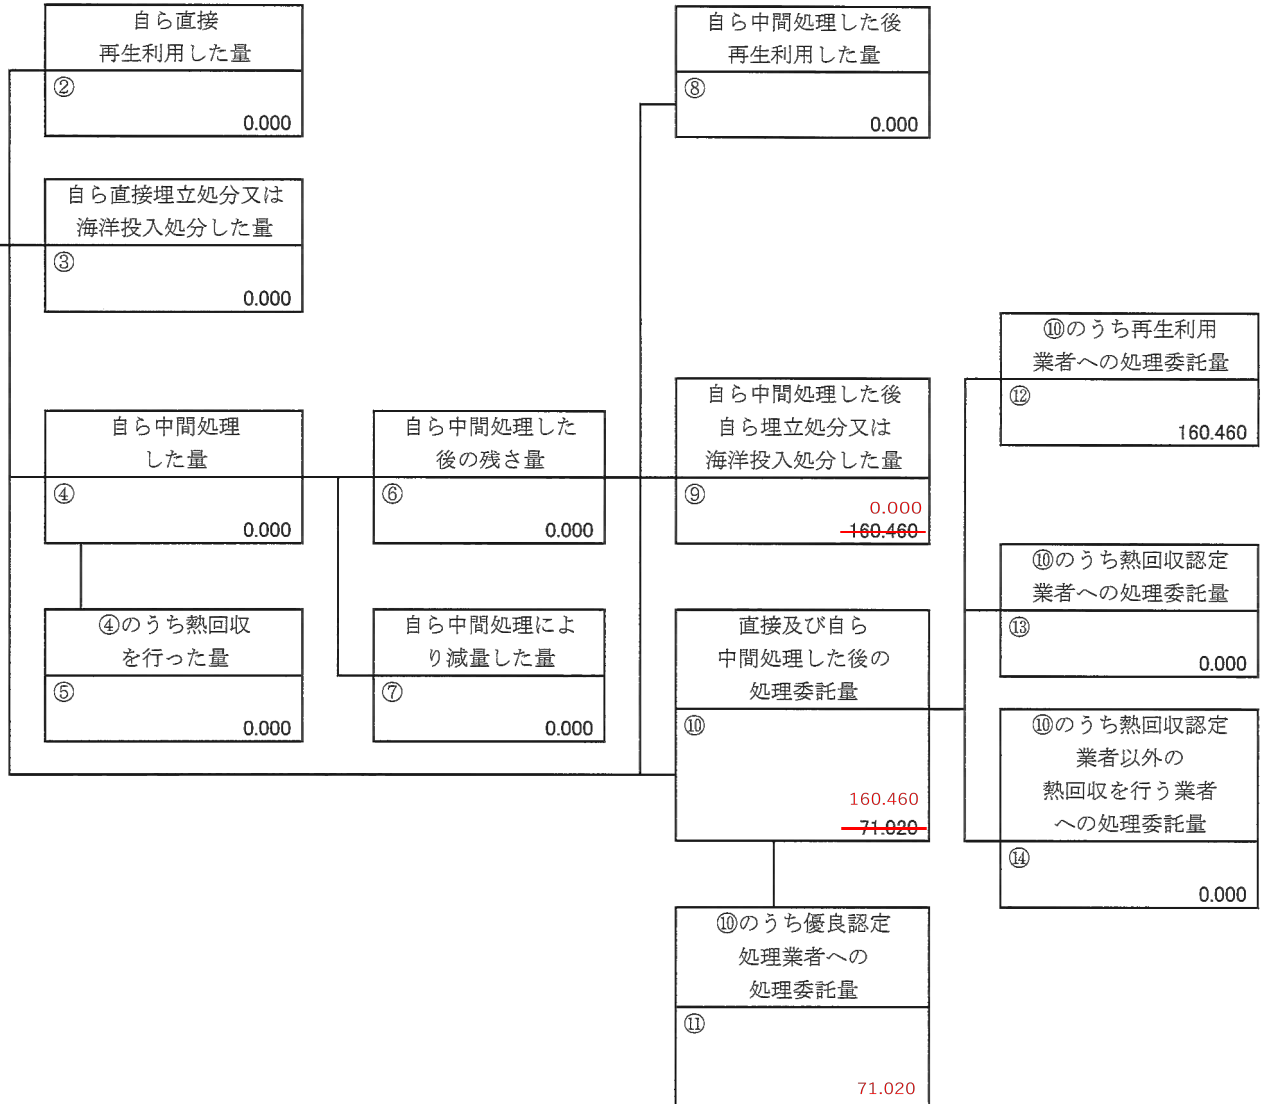 自ら直接
再生利用した量
②
0.000
自ら直接埋立処分又は
海洋投入処分した量
③
0.000
自ら中間処理
した量
④
0.000
④のうち熱回収
を行った量
⑤
0.000
自ら中間処理した
後の残さ量
⑥
0.000
自ら中間処理によ
り減量した量
⑦
0.000
自ら中間処理した後
再生利用した量
⑧
0.000
自ら中間処理した後
自ら埋立処分又は
海洋投入処分した量
⑨
0.000
160.460
直接及び自ら
中間処理した後の
処理委託量
⑩
160.460
71.020
⑩のうち優良認定
処理業者への
処理委託量
⑪
71.020
⑩のうち再生利用
業者への処理委託量
⑫
160.460
⑩のうち熱回収認定
業者への処理委託量
⑬
0.000
⑩のうち熱回収認定
業者以外の
熱回収を行う業者
への処理委託量
⑭
0.000